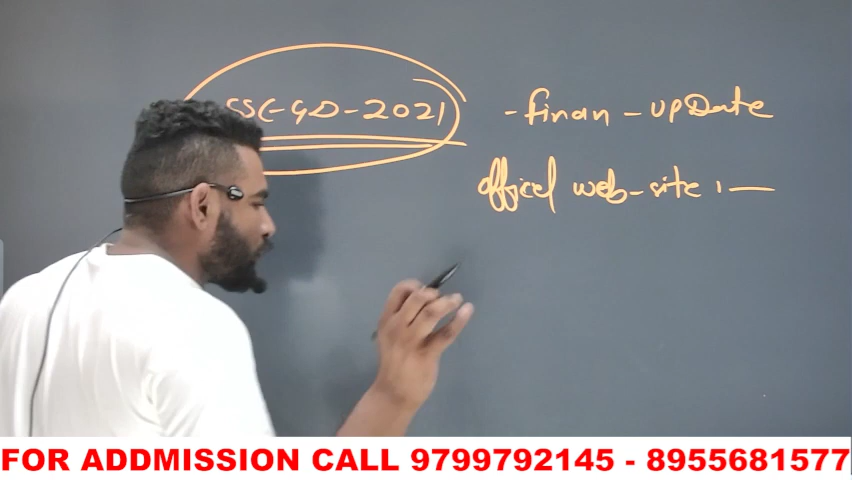 SSC-GD-2021
-finan-upDate
officel web-site :—
FOR ADDMISSION CALL 9799792145 - 8955681577